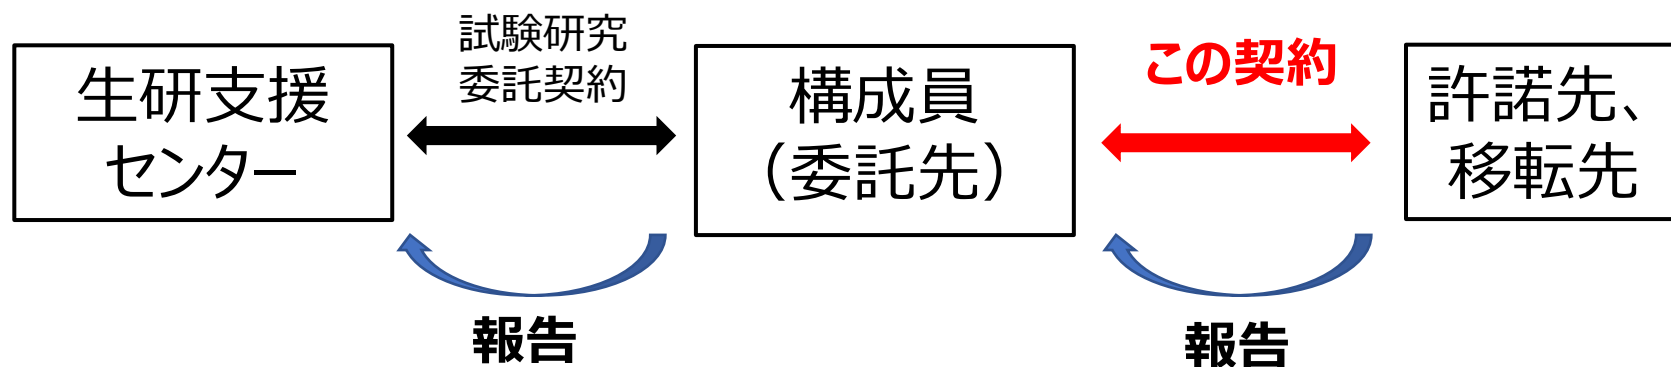 生研支援
センター
試験研究
委託契約
構成員
（委託先）
この契約
許諾先、
移転先
報告
報告